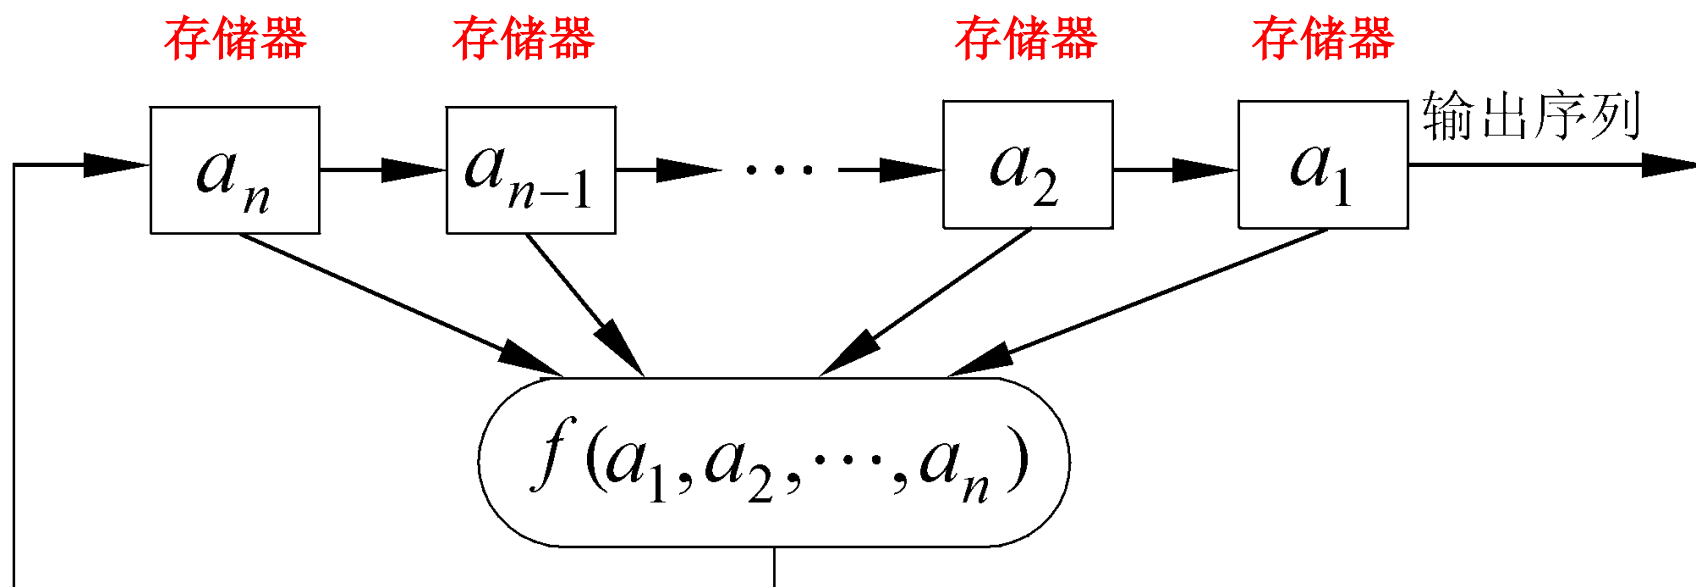 存储器 存储器 存储器 存储器
输出序列
aₙ aₙ₋₁ ⋯ a₂ a₁
f(a₁,a₂,⋯,aₙ)